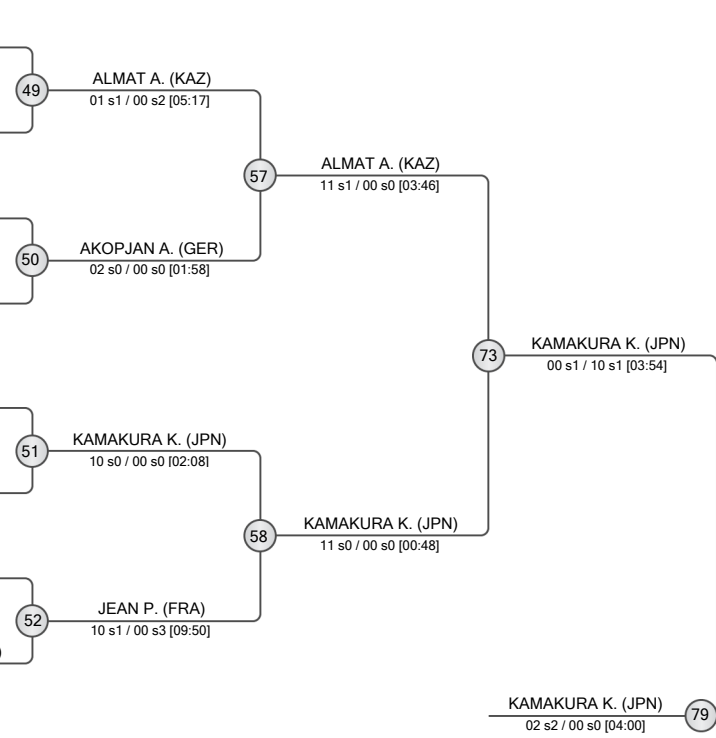 49
ALMAT A. (KAZ)
01 s1 / 00 s2 [05:17]
57
ALMAT A. (KAZ)
11 s1 / 00 s0 [03:46]
50
AKOPJAN A. (GER)
02 s0 / 00 s0 [01:58]
73
KAMAKURA K. (JPN)
00 s1 / 10 s1 [03:54]
51
KAMAKURA K. (JPN)
10 s0 / 00 s0 [02:08]
58
KAMAKURA K. (JPN)
11 s0 / 00 s0 [00:48]
52
JEAN P. (FRA)
10 s1 / 00 s3 [09:50]
)
KAMAKURA K. (JPN)
02 s2 / 00 s0 [04:00]
79